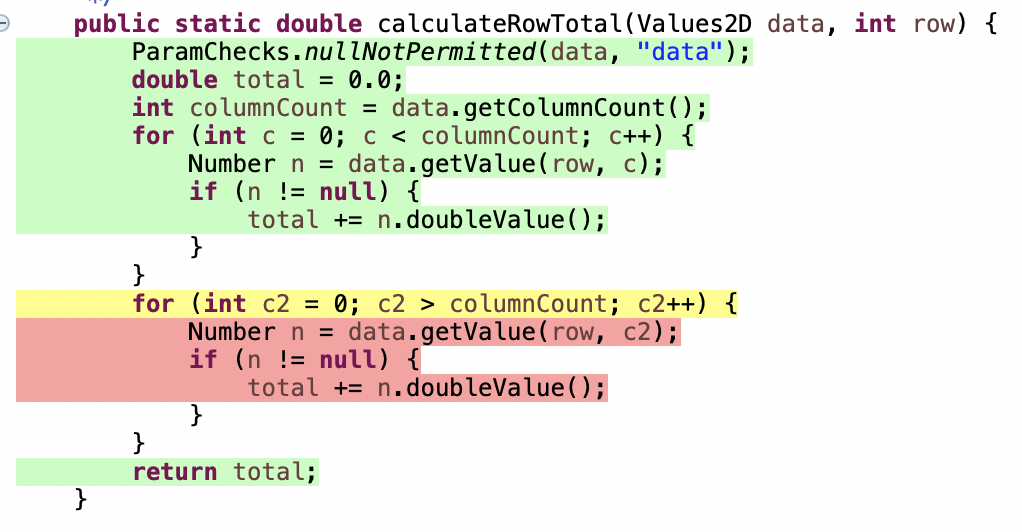 */
public static double calculateRowTotal(Values2D data, int row) {
ParamChecks.nullNotPermitted(data, "data");
double total = 0.0;
int columnCount = data.getColumnCount();
for (int c = 0; c < columnCount; c++) {
Number n = data.getValue(row, c);
if (n != null) {
total += n.doubleValue();
}
}
for (int c2 = 0; c2 > columnCount; c2++) {
Number n = data.getValue(row, c2);
if (n != null) {
total += n.doubleValue();
}
}
return total;
}